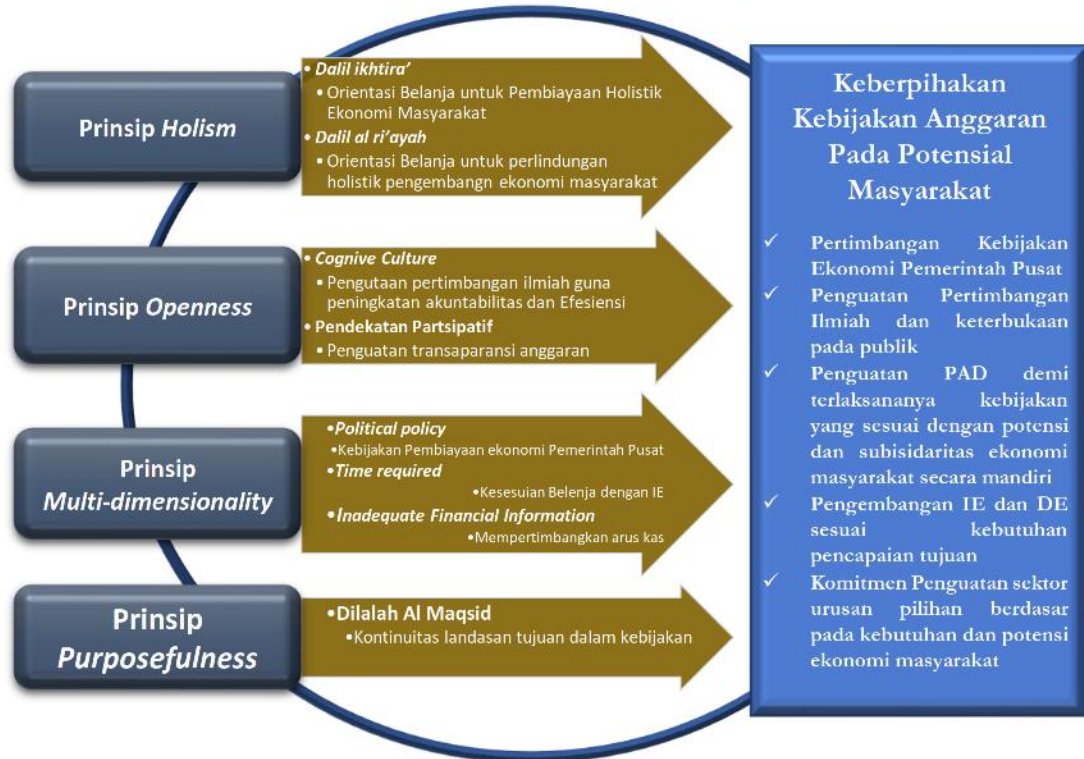 Prinsip Holism
• Dalil ikhtira'
• Orientasi Belanja untuk Pembiayaan Holistik
Ekonomi Masyarakat
• Dalil al ri'ayah
• Orientasi Belanja untuk perlindungan
holistik pengembangn ekonomi masyarakat
Prinsip Openness
• Cognive Culture
• Pengutaan pertimbangan ilmiah guna
peningkatan akuntabilitas dan Efesiensi
• Pendekatan Partsipatif
• Penguatan transaparansi anggaran
Prinsip
Multi-dimensionality
•Political policy
•Kebijakan Pembiayaan ekonomi Pemerintah Pusat
•Time required
•Kesesuian Belenja dengan IE
•Inadequate Financial Information
•Mempertimbangkan arus kas
Prinsip
Purposefulness
•Dilalah Al Maqsid
•Kontinuitas landasan tujuan dalam kebijakan
Keberpihakan
Kebijakan Anggaran
Pada Potensial
Masyarakat
✓ Pertimbangan Kebijakan
Ekonomi Pemerintah Pusat
✓ Penguatan Pertimbangan
Ilmiah dan keterbukaan
pada publik
✓ Penguatan PAD demi
terlaksananya kebijakan
yang sesuai dengan potensi
dan subisidaritas ekonomi
masyarakat secara mandiri
✓ Pengembangan IE dan DE
sesuai kebutuhan
pencapaian tujuan
✓ Komitmen Penguatan sektor
urusan pilihan berdasar
pada kebutuhan dan potensi
ekonomi masyarakat